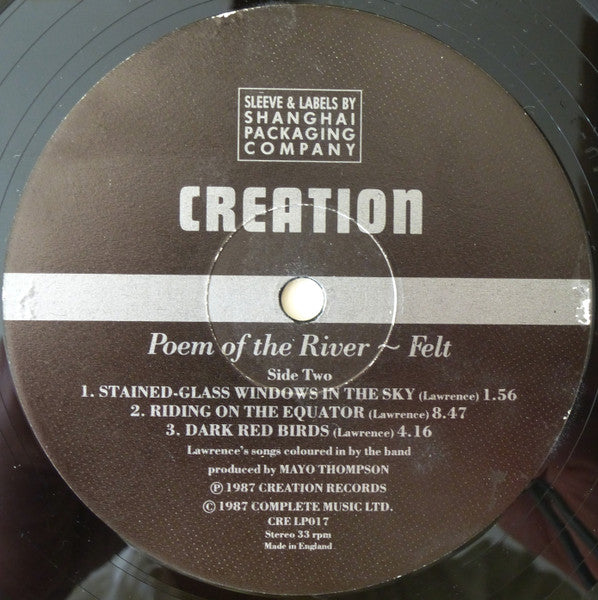 SLEEVE & LABELS BY
SHANGHAI
PACKAGING
COMPANY
CREATION
Poem of the River ~ Felt
Side Two
1. STAINED-GLASS WINDOWS IN THE SKY (Lawrence) 1.56
2. RIDING ON THE EQUATOR (Lawrence) 8.47
3. DARK RED BIRDS (Lawrence) 4.16
Lawrence's songs coloured in by the band
produced by MAYO THOMPSON
Ⓟ 1987 CREATION RECORDS
© 1987 COMPLETE MUSIC LTD.
CRE LP017
Stereo 33 rpm
Made in England